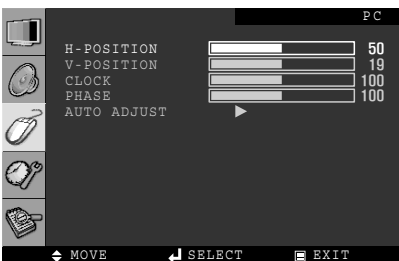 PC
H-POSITION 50
V-POSITION 19
CLOCK 100
PHASE 100
AUTO ADJUST
MOVE SELECT EXIT